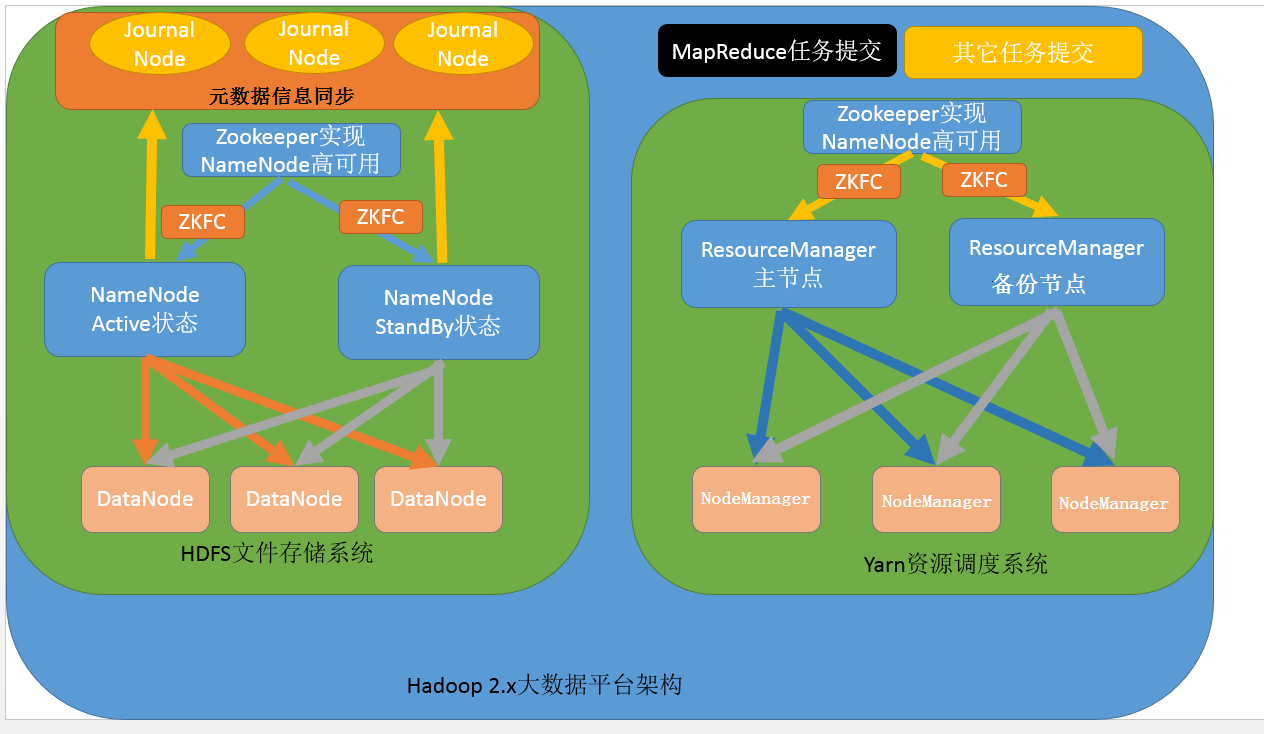 Journal
Node
Journal
Node
Journal
Node
元数据信息同步
Zookeeper实现
NameNode高可用
ZKFC
ZKFC
NameNode
Active状态
NameNode
StandBy状态
DataNode
DataNode
DataNode
HDFS文件存储系统
MapReduce任务提交
其它任务提交
Zookeeper实现
NameNode高可用
ZKFC
ZKFC
ResourceManager
主节点
ResourceManager
备份节点
NodeManager
NodeManager
NodeManager
Yarn资源调度系统
Hadoop 2.x大数据平台架构